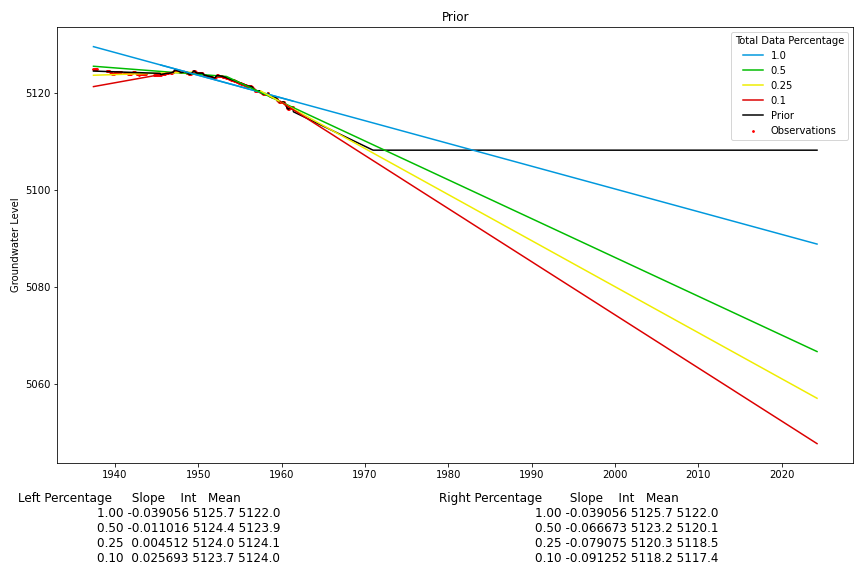 Prior
Total Data Percentage
1.0
0.5
0.25
0.1
Prior
Observations
Groundwater Level
5120
5100
5080
5060
1940 1950 1960 1970 1980 1990 2000 2010 2020
Left Percentage Slope Int Mean
1.00 -0.039056 5125.7 5122.0
0.50 -0.011016 5124.4 5123.9
0.25 0.004512 5124.0 5124.1
0.10 0.025693 5123.7 5124.0
Right Percentage Slope Int Mean
1.00 -0.039056 5125.7 5122.0
0.50 -0.066673 5123.2 5120.1
0.25 -0.079075 5120.3 5118.5
0.10 -0.091252 5118.2 5117.4